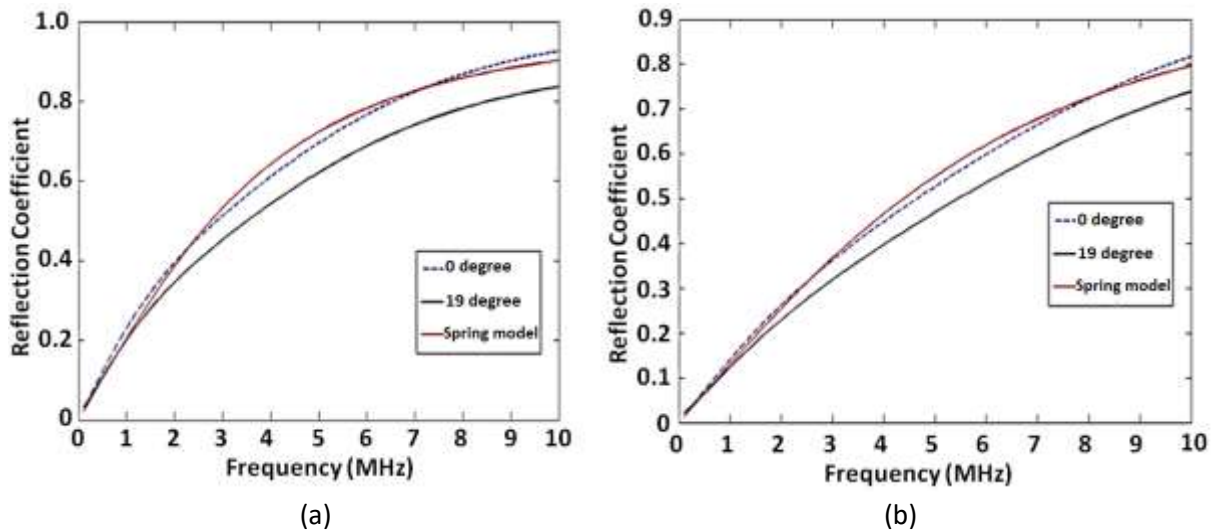 1.0
0.8
0.6
0.4
0.2
0
Reflection Coefficient
0 degree
19 degree
Spring model
0 1 2 3 4 5 6 7 8 9 10
Frequency (MHz)
(a)
0.9
0.8
0.7
0.6
0.5
0.4
0.3
0.2
0.1
0
Reflection Coefficient
0 degree
19 degree
Spring model
0 1 2 3 4 5 6 7 8 9 10
Frequency (MHz)
(b)